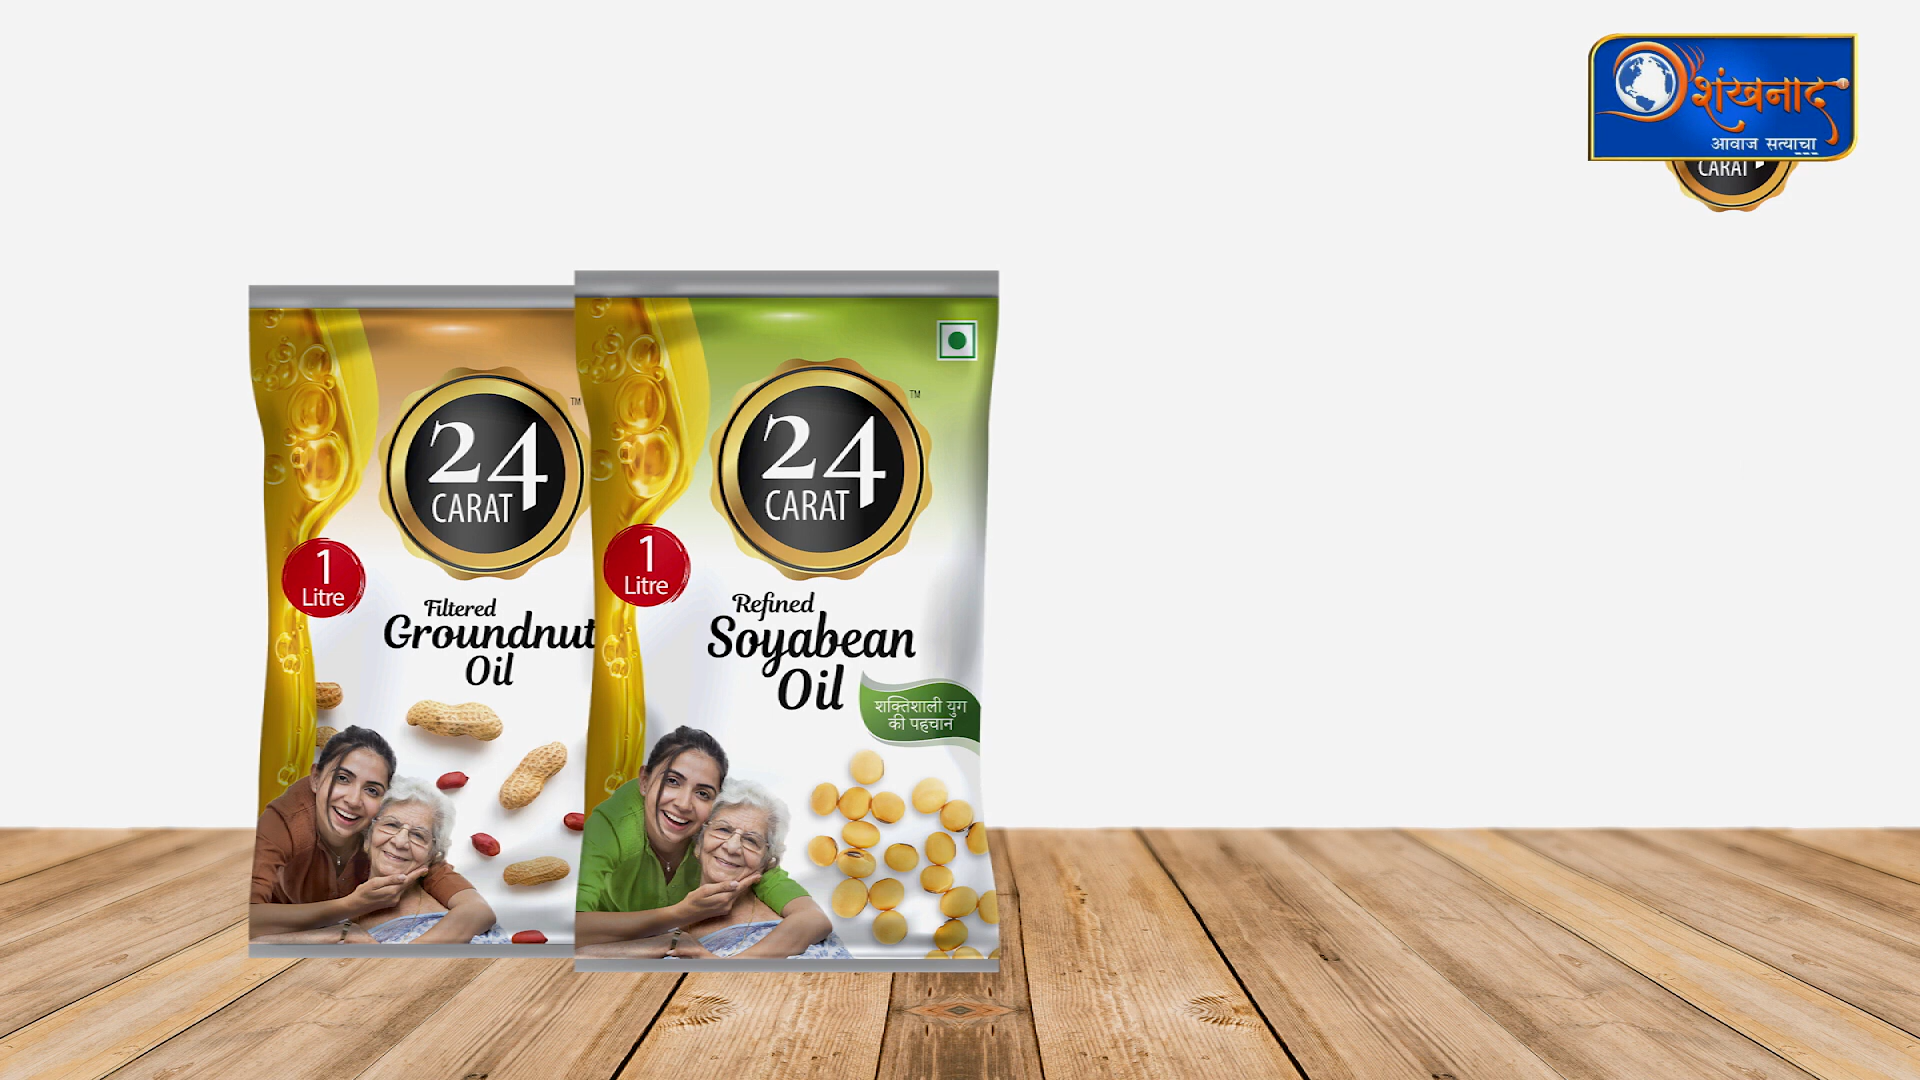 शंखनाद
आवाज सत्याचा
CARAT
24
CARAT
TM
1
Litre
Filtered
Groundnut
Oil
24
CARAT
TM
1
Litre
Refined
Soyabean
Oil
शक्तिशाली युग
की पहचान